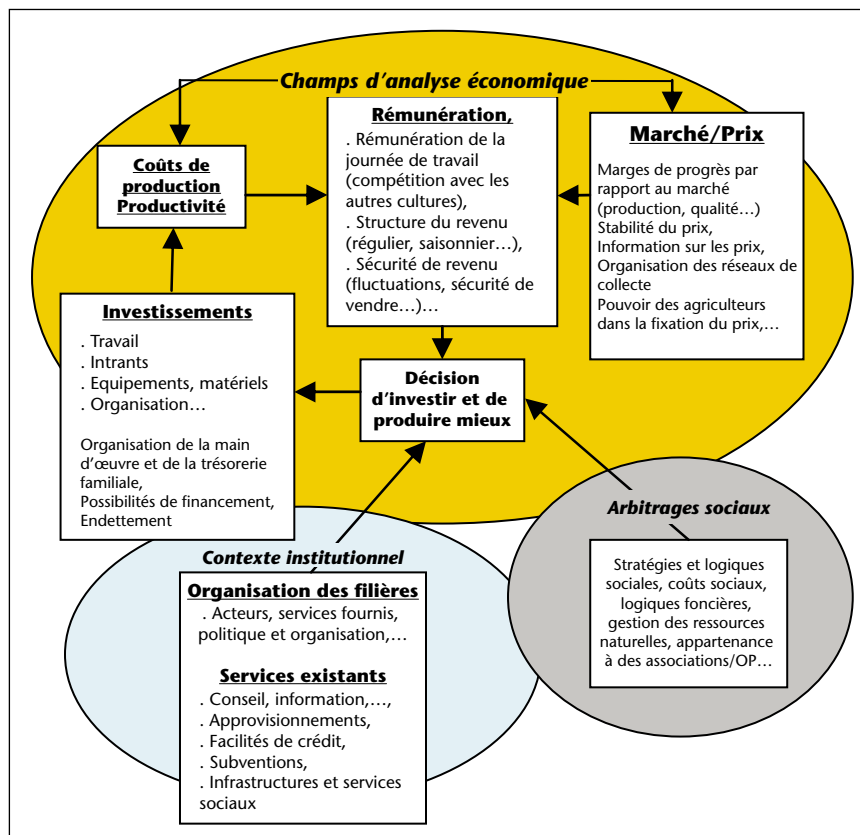 Champs d'analyse économique
Coûts de
production
Productivité
Rémunération,
. Rémunération de la
journée de travail
(compétition avec les
autres cultures),
. Structure du revenu
(régulier, saisonnier…),
. Sécurité de revenu
(fluctuations, sécurité de
vendre…)…
Marché/Prix
Marges de progrès par
rapport au marché
(production, qualité…)
Stabilité du prix,
Information sur les prix,
Organisation des réseaux de
collecte
Pouvoir des agriculteurs
dans la fixation du prix,…
Investissements
. Travail
. Intrants
. Equipements, matériels
. Organisation…
Organisation de la main
d'œuvre et de la trésorerie
familiale,
Possibilités de financement,
Endettement
Décision
d'investir et de
produire mieux
Contexte institutionnel
Organisation des filières
. Acteurs, services fournis,
politique et organisation,…
Services existants
. Conseil, information,…,
. Approvisionnements,
. Facilités de crédit,
. Subventions,
. Infrastructures et services
sociaux
Arbitrages sociaux
Stratégies et logiques
sociales, coûts sociaux,
logiques foncières,
gestion des ressources
naturelles, appartenance
à des associations/OP…